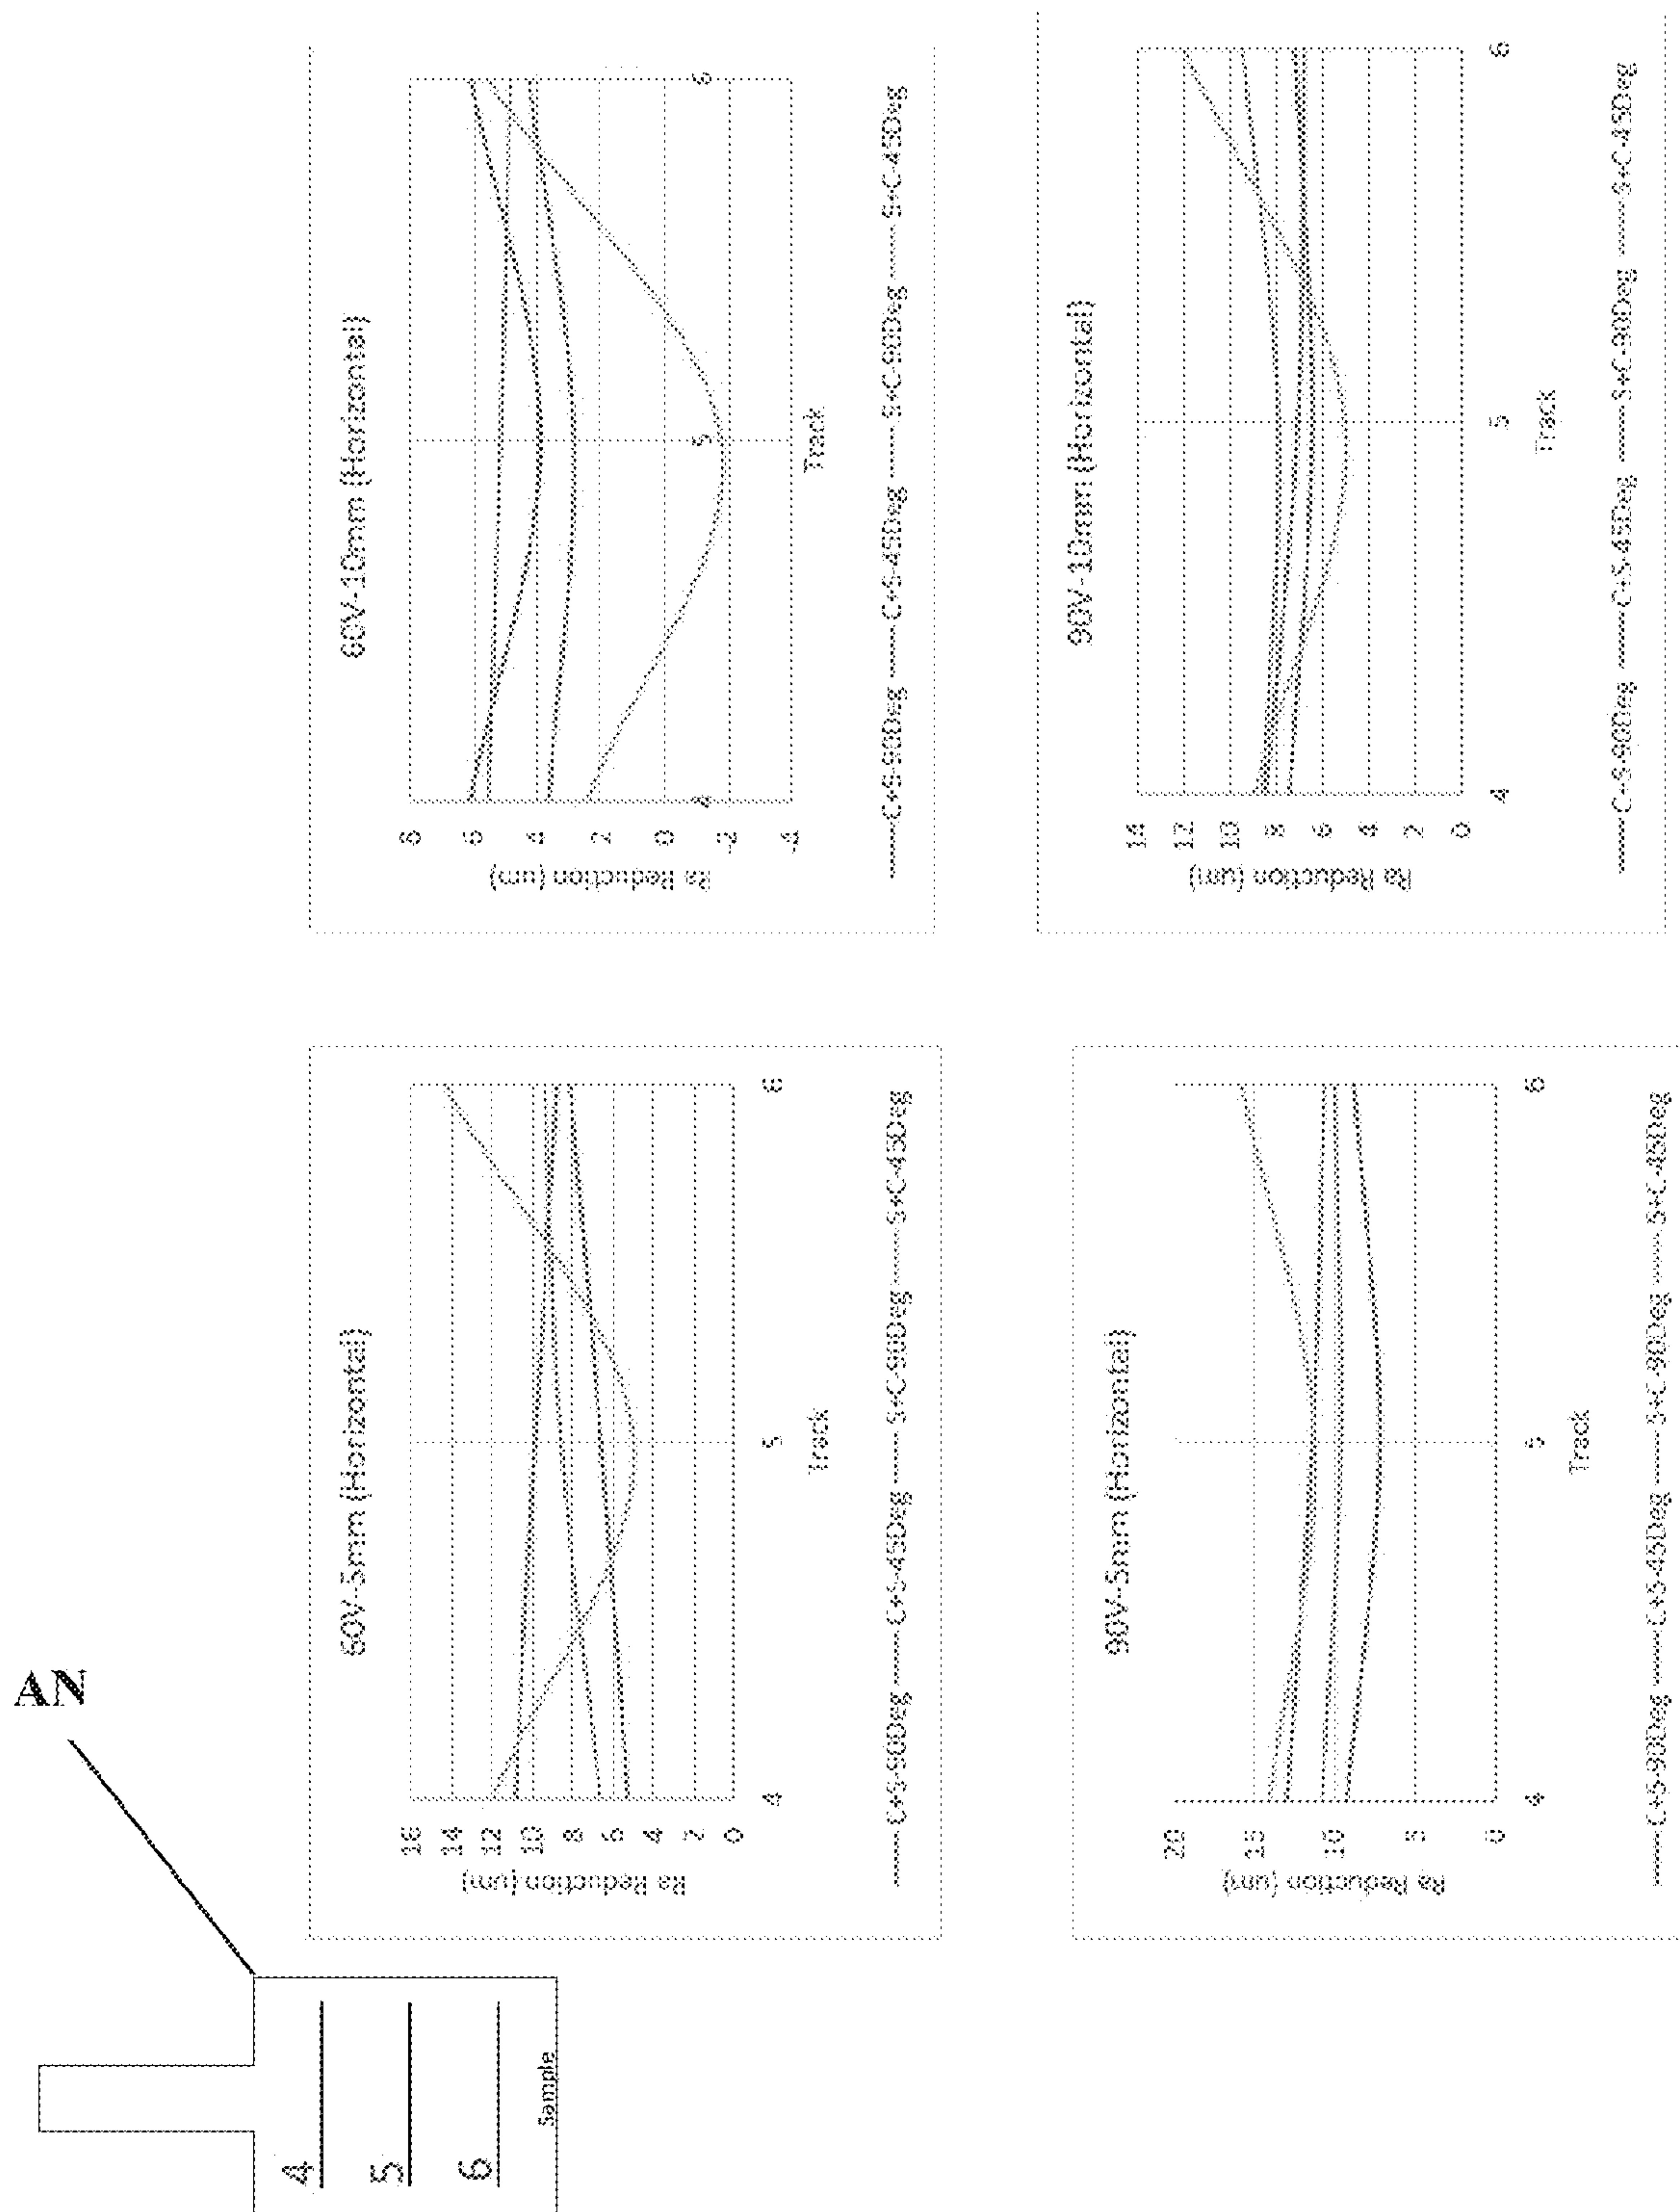 AN
4
5
6
Sample
60V-5mm (Horizontal)
Ra Reduction (um)
16
14
12
10
8
6
4
2
0
4
5
6
Track
C+S-90Deg
C+S-45Deg
S+C-90Deg
S+C-45Deg
60V-10mm (Horizontal)
Ra Reduction (um)
8
6
4
2
0
-2
-4
4
5
6
Track
C+S-90Deg
C+S-45Deg
S+C-90Deg
S+C-45Deg
90V-5mm (Horizontal)
Ra Reduction (um)
20
15
10
5
0
4
5
6
Track
C+S-90Deg
C+S-45Deg
S+C-90Deg
S+C-45Deg
90V-10mm (Horizontal)
Ra Reduction (um)
14
12
10
8
6
4
2
0
4
5
6
Track
C+S-90Deg
C+S-45Deg
S+C-90Deg
S+C-45Deg